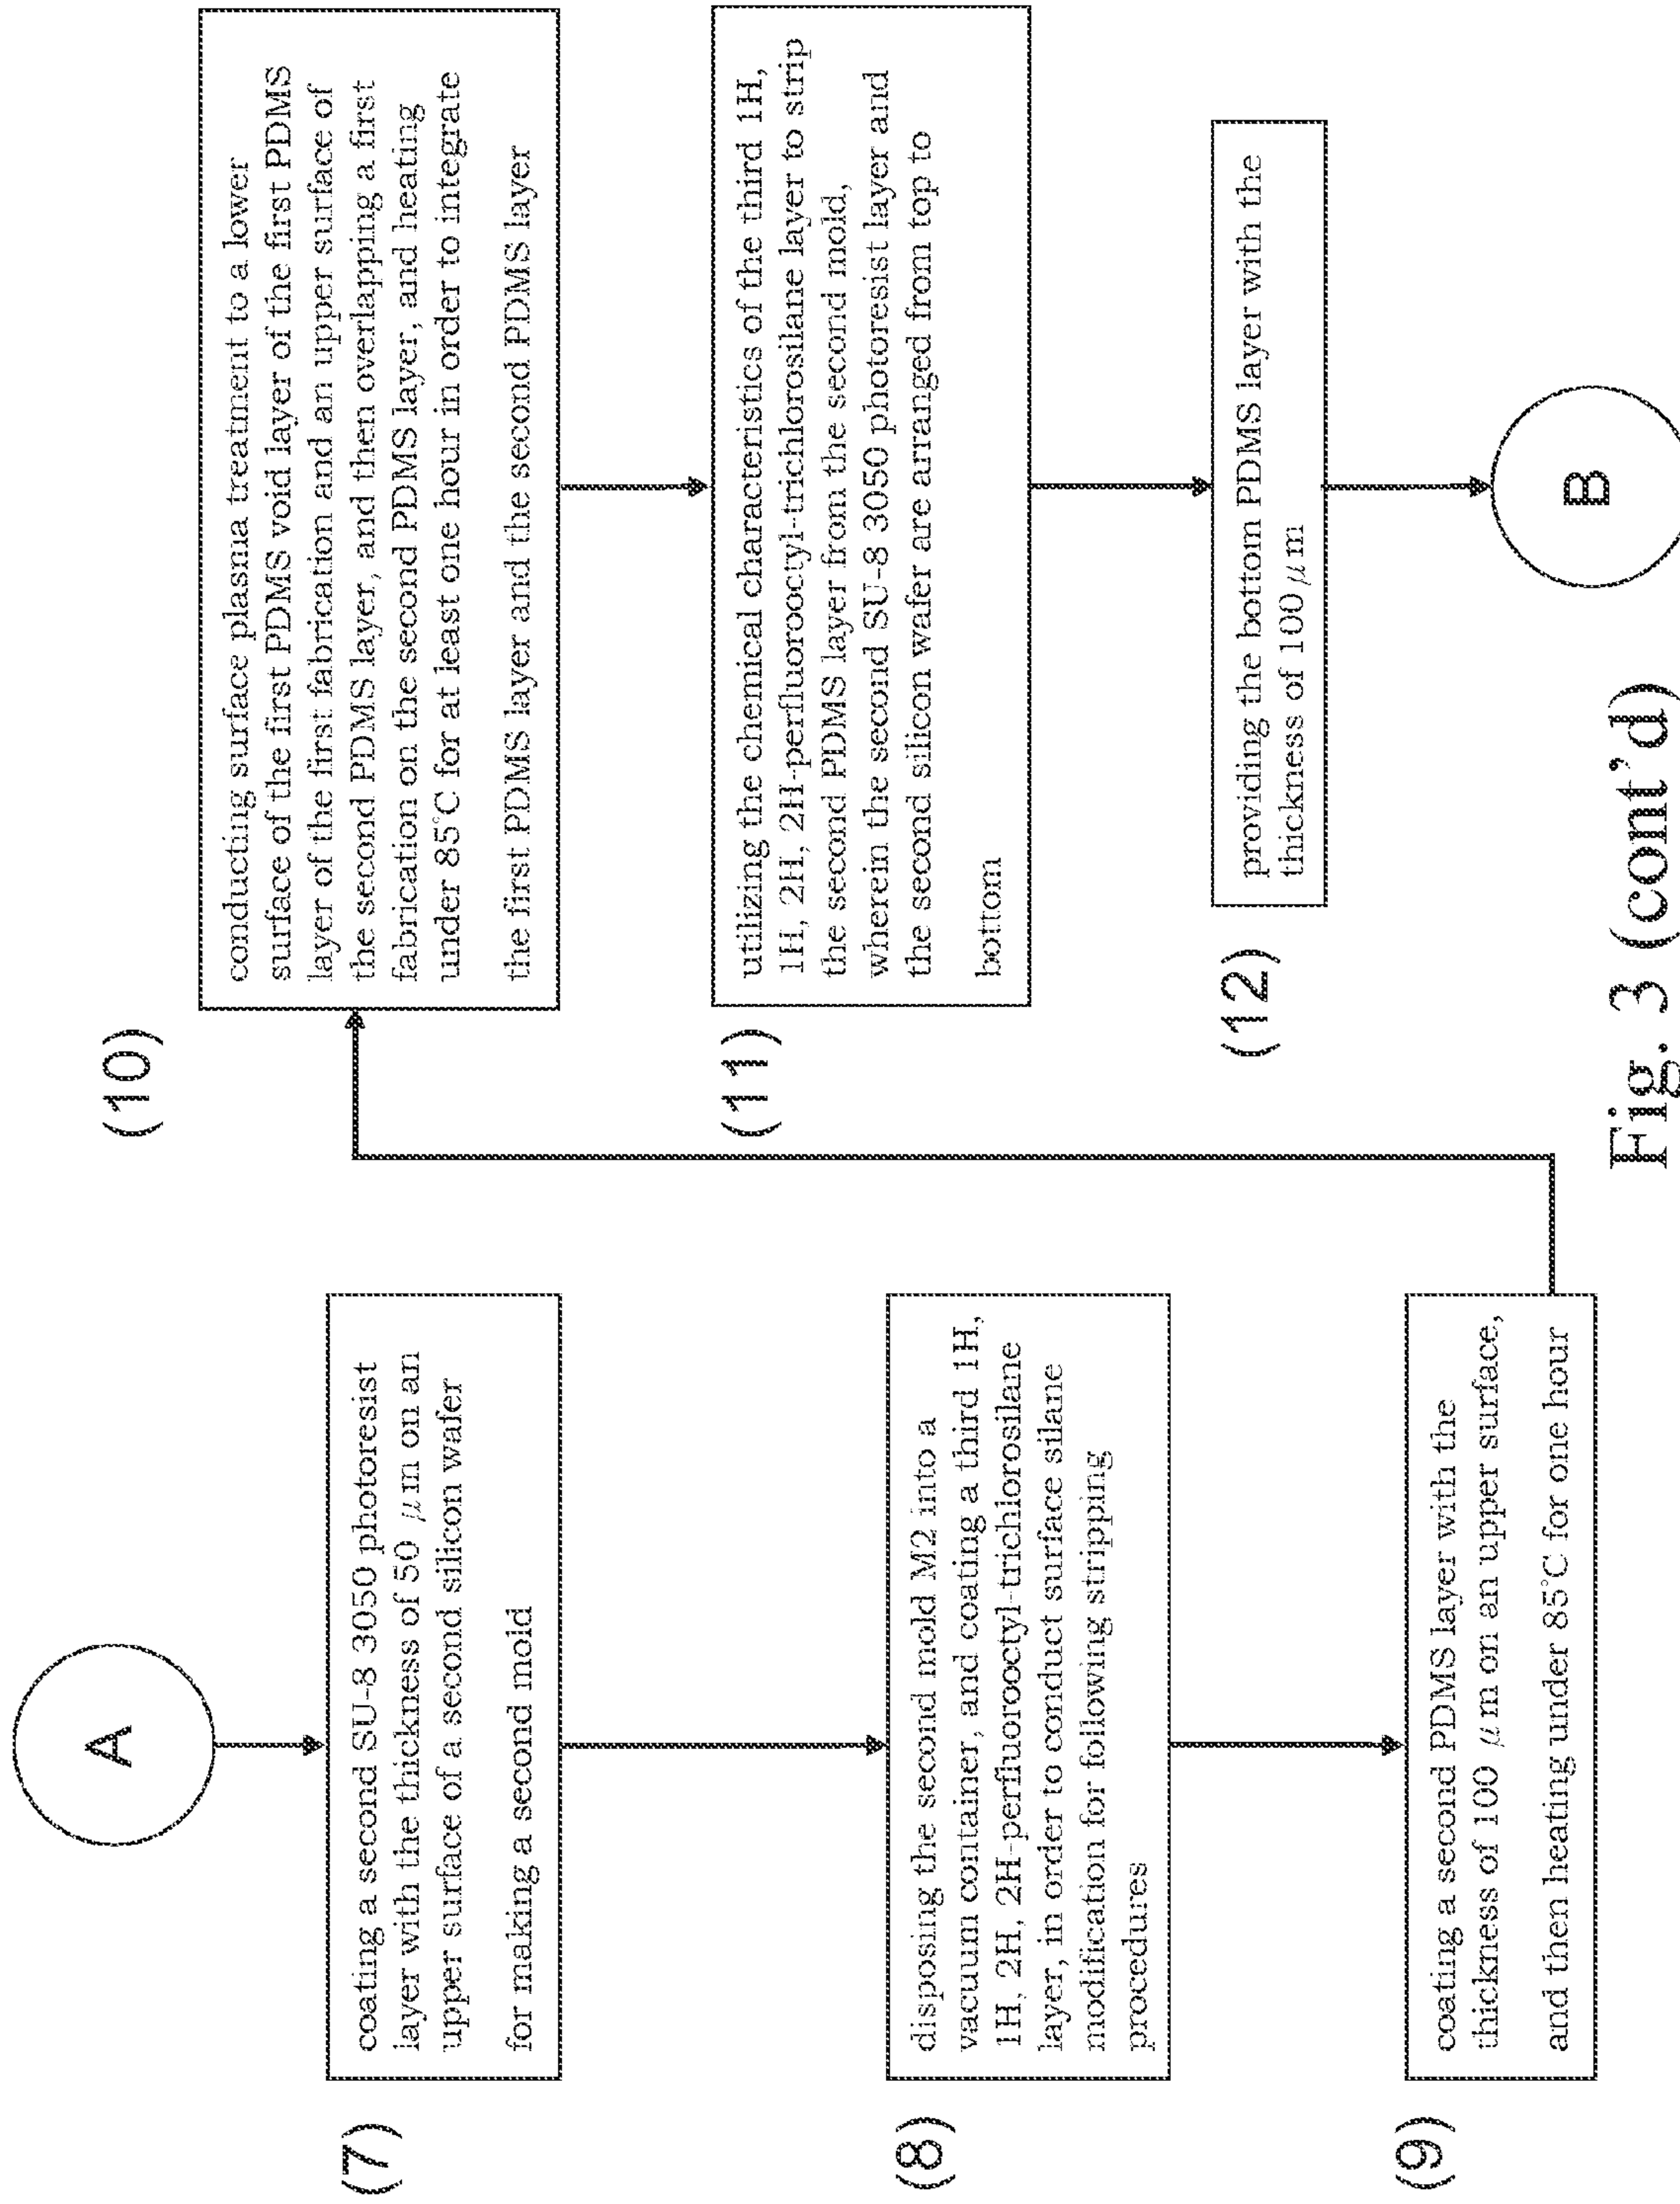 A
(7)
coating a second SU-8 3050 photoresist
layer with the thickness of 50 μm on an
upper surface of a second silicon wafer
for making a second mold
(8)
disposing the second mold M2 into a
vacuum container, and coating a third 1H,
1H, 2H, 2H-perfluorooctyl-trichlorosilane
layer, in order to conduct surface silane
modification for following stripping
procedures
(9)
coating a second PDMS layer with the
thickness of 100 μm on an upper surface,
and then heating under 85°C for one hour
(10)
conducting surface plasma treatment to a lower
surface of the first PDMS void layer of the first PDMS
layer of the first fabrication and an upper surface of
the second PDMS layer, and then overlapping a first
fabrication on the second PDMS layer, and heating
under 85°C for at least one hour in order to integrate
the first PDMS layer and the second PDMS layer
(11)
utilizing the chemical characteristics of the third 1H,
1H, 2H, 2H-perfluorooctyl-trichlorosilane layer to strip
the second PDMS layer from the second mold,
wherein the second SU-8 3050 photoresist layer and
the second silicon wafer are arranged from top to
bottom
(12)
providing the bottom PDMS layer with the
thickness of 100 μm
B
Fig. 3 (cont'd)